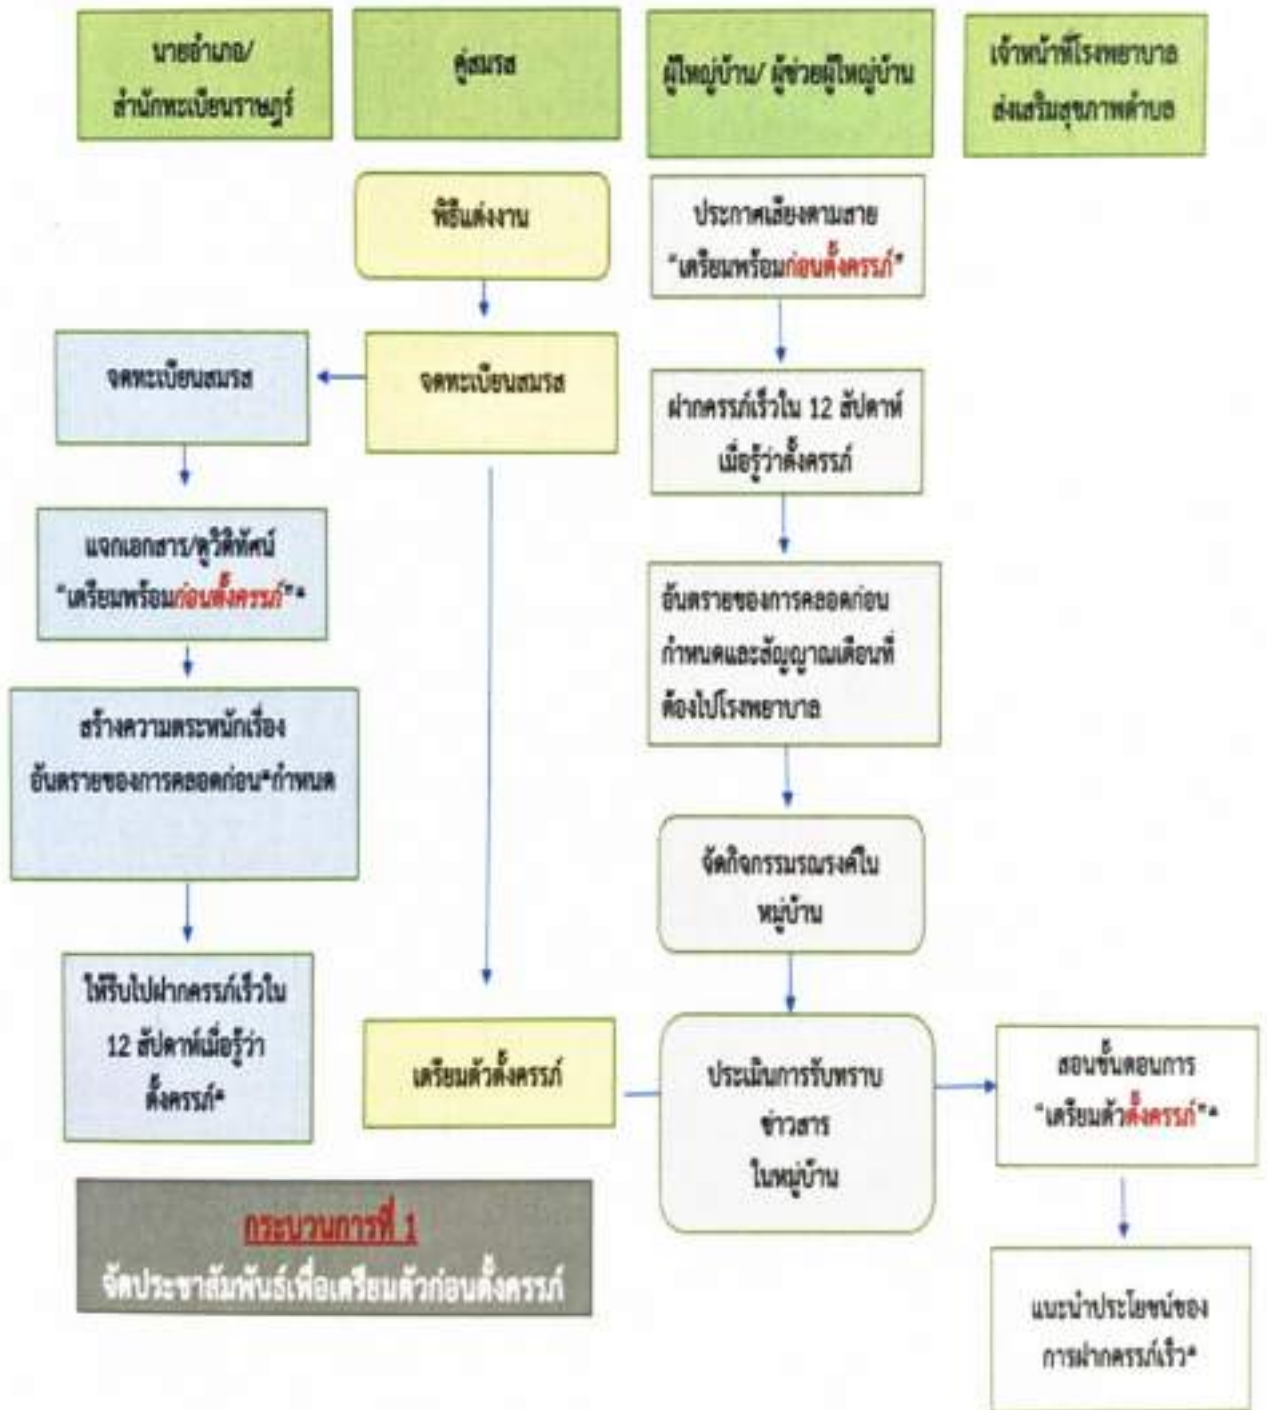 นายอำเภอ/
สำนักทะเบียนราษฎร์
คู่สมรส
ผู้ใหญ่บ้าน/ ผู้ช่วยผู้ใหญ่บ้าน
เจ้าหน้าที่โรงพยาบาล
ส่งเสริมสุขภาพตำบล
พิธีแต่งงาน
ประกาศเสียงตามสาย
"เตรียมพร้อมก่อนตั้งครรภ์"
จดทะเบียนสมรส
จดทะเบียนสมรส
ฝากครรภ์เร็วใน 12 สัปดาห์
เมื่อรู้ว่าตั้งครรภ์
แจกเอกสาร/ดูวิดิทัศน์
"เตรียมพร้อมก่อนตั้งครรภ์"*
อันตรายของการคลอดก่อน
กำหนดและสัญญาณเตือนที่
ต้องไปโรงพยาบาล
สร้างความตระหนักเรื่อง
อันตรายของการคลอดก่อน*กำหนด
จัดกิจกรรมรณรงค์ใน
หมู่บ้าน
ให้รีบไปฝากครรภ์เร็วใน
12 สัปดาห์เมื่อรู้ว่า
ตั้งครรภ์*
เตรียมตัวตั้งครรภ์
ประเมินการรับทราบ
ข่าวสาร
ในหมู่บ้าน
สอนขั้นตอนการ
"เตรียมตัวตั้งครรภ์"*
กระบวนการที่ 1
จัดประชาสัมพันธ์เพื่อเตรียมตัวก่อนตั้งครรภ์
แนะนำประโยชน์ของ
การฝากครรภ์เร็ว*